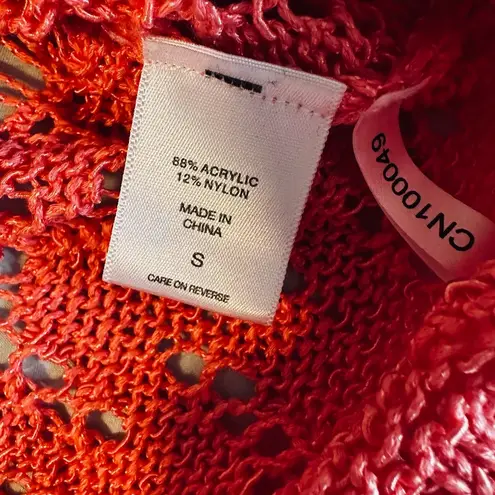 88% ACRYLIC
12% NYLON
MADE IN
CHINA
S
CARE ON REVERSE
CN100049